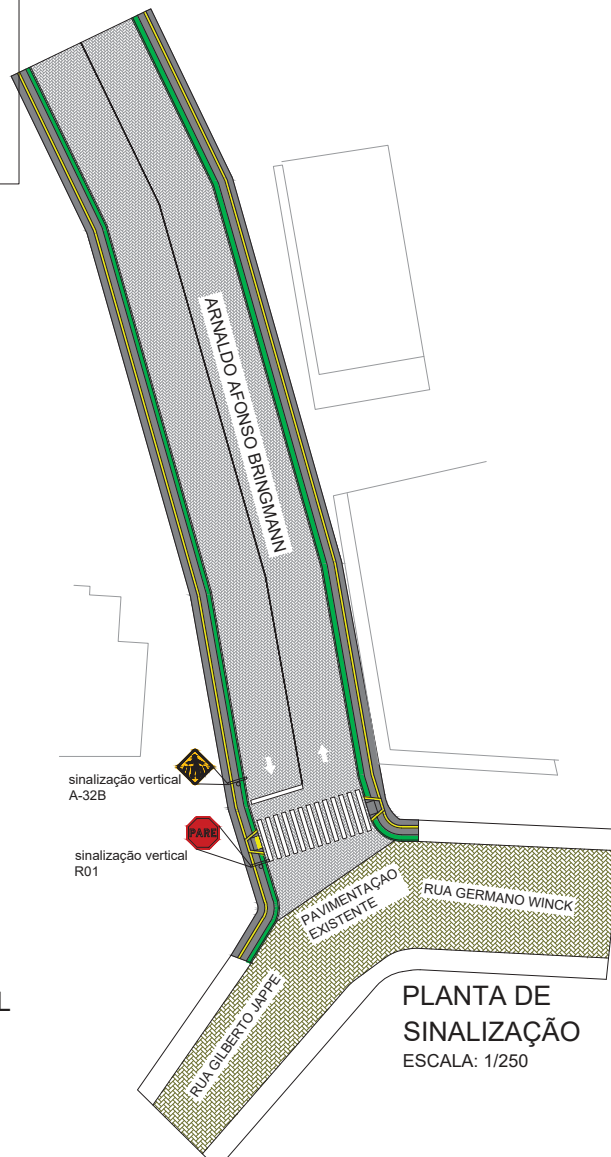 ARNALDO AFONSO BRINGMANN
sinalização vertical
A-32B
PARE
sinalização vertical
R01
PAVIMENTAÇAO
EXISTENTE
RUA GERMANO WINCK
RUA GILBERTO JAPPE
L
PLANTA DE
SINALIZAÇÃO
ESCALA: 1/250